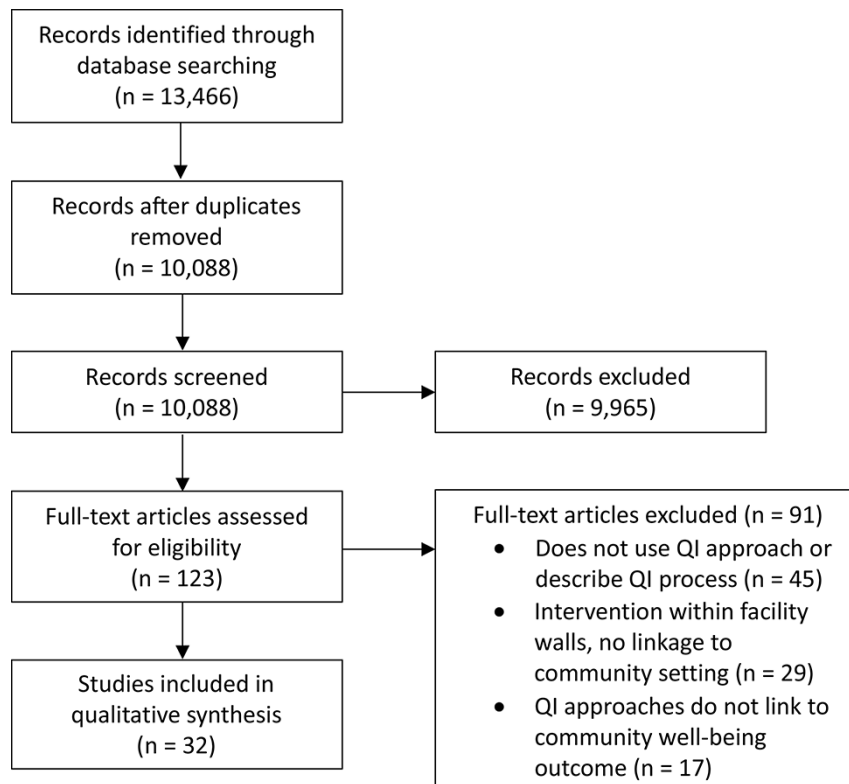 Records identified through
database searching
(n = 13,466)
Records after duplicates
removed
(n = 10,088)
Records screened
(n = 10,088)
Records excluded
(n = 9,965)
Full-text articles assessed
for eligibility
(n = 123)
Full-text articles excluded (n = 91)
• Does not use QI approach or
describe QI process (n = 45)
• Intervention within facility
walls, no linkage to
community setting (n = 29)
• QI approaches do not link to
community well-being
outcome (n = 17)
Studies included in
qualitative synthesis
(n = 32)